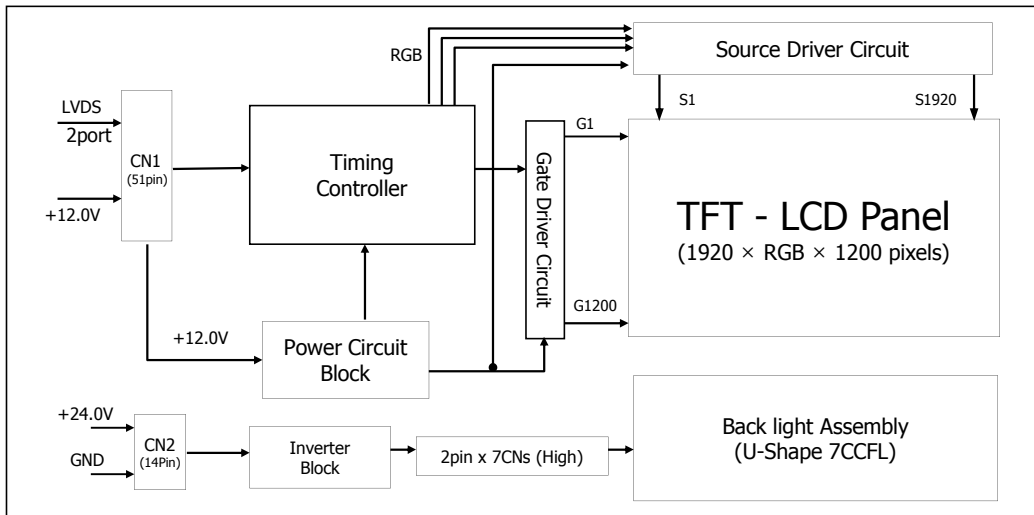 RGB
Source Driver Circuit
S1
S1920
LVDS
2port
CN1
(51pin)
+12.0V
Timing
Controller
Gate Driver Circuit
G1
G1200
TFT - LCD Panel
(1920 × RGB × 1200 pixels)
+12.0V
Power Circuit
Block
+24.0V
GND
CN2
(14Pin)
Inverter
Block
2pin x 7CNs (High)
Back light Assembly
(U-Shape 7CCFL)